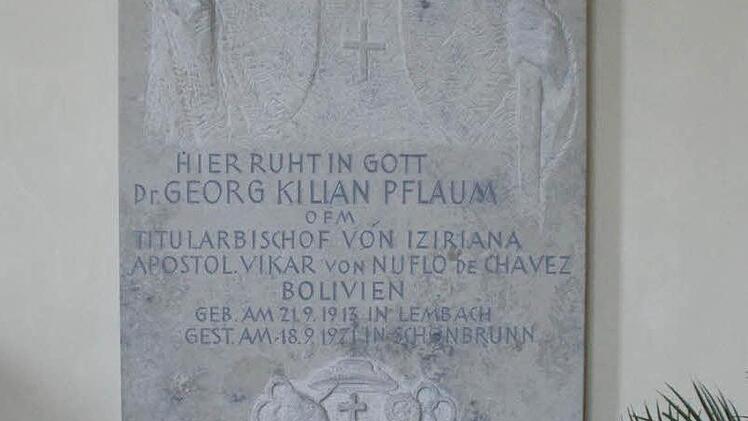 HIER RUHT IN GOTT
Dr. GEORG KILIAN PFLAUM
OFM
TITULARBISCHOF VON IZIRIANA
APOSTOL. VIKAR VON NUFLO DE CHAVEZ
BOLIVIEN
GEB. AM 21.9.1913 IN LEMBACH
GEST. AM 18.9 1971 IN SCHÖNBRUNN